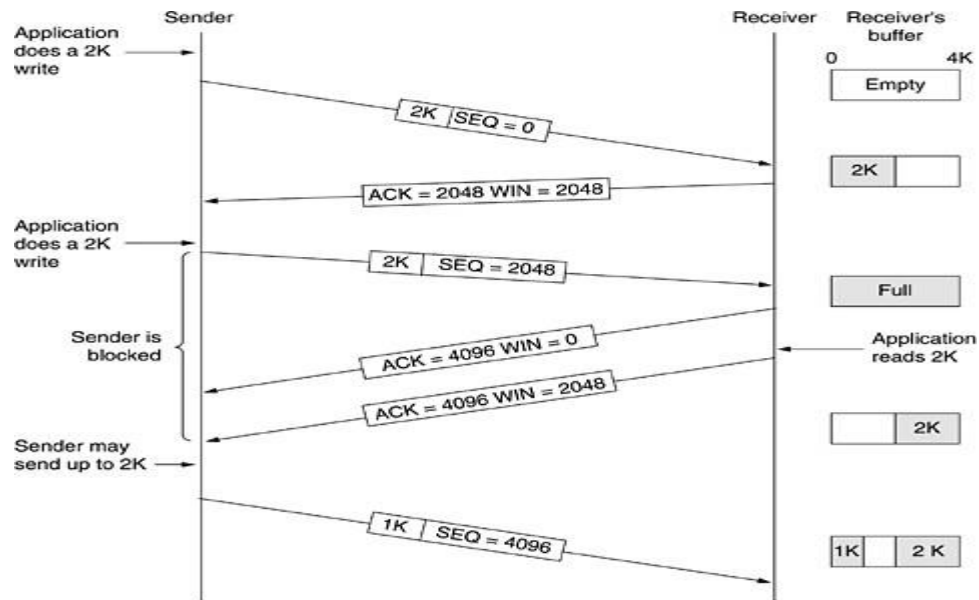 Sender
Receiver
Receiver's
buffer
Application
does a 2K
write
0 4K
Empty
2K SEQ = 0
2K
ACK = 2048 WIN = 2048
Application
does a 2K
write
2K SEQ = 2048
Full
Sender is
blocked
ACK = 4096 WIN = 0
Application
reads 2K
ACK = 4096 WIN = 2048
2K
Sender may
send up to 2K
1K SEQ = 4096
1K 2 K